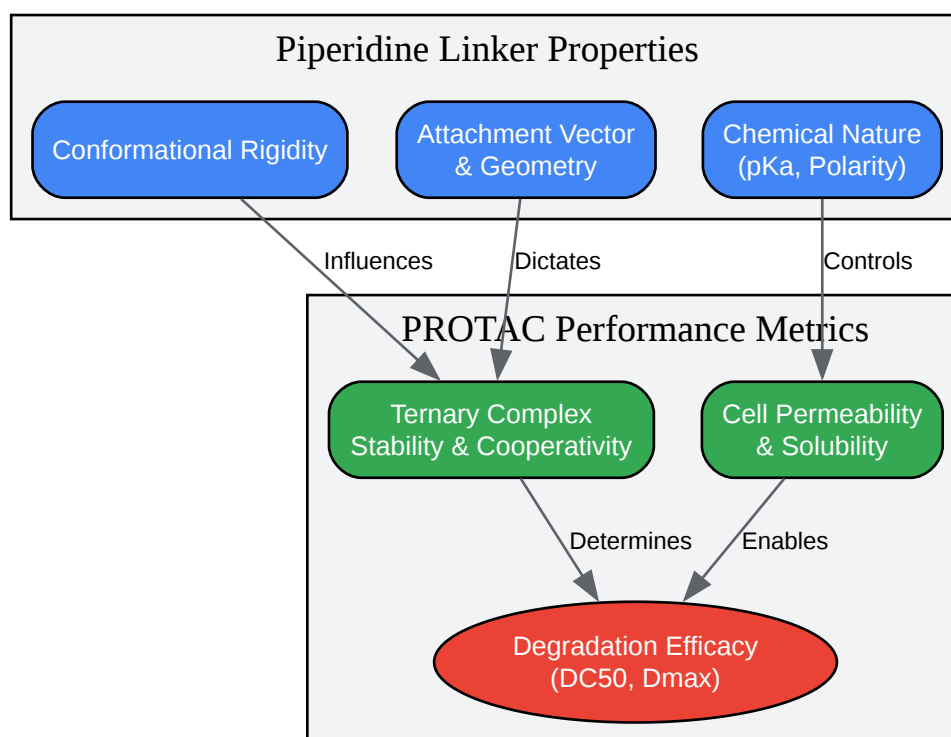 Piperidine Linker Properties
Conformational Rigidity
Attachment Vector
& Geometry
Chemical Nature
(pKa, Polarity)
Influences
Dictates
Controls
PROTAC Performance Metrics
Ternary Complex
Stability & Cooperativity
Cell Permeability
& Solubility
Determines
Enables
Degradation Efficacy
(DC50, Dmax)